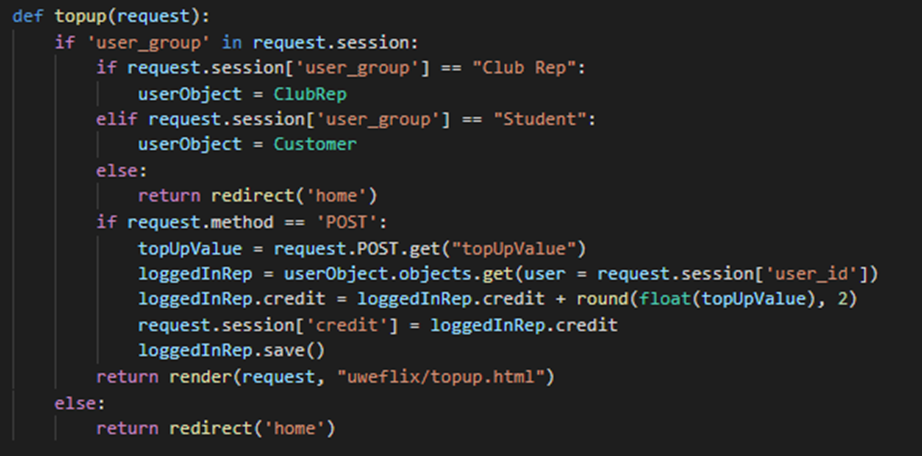 def topup(request):
    if 'user_group' in request.session:
        if request.session['user_group'] == "Club Rep":
            userObject = ClubRep
        elif request.session['user_group'] == "Student":
            userObject = Customer
        else:
            return redirect('home')
        if request.method == 'POST':
            topUpValue = request.POST.get("topUpValue")
            loggedInRep = userObject.objects.get(user = request.session['user_id'])
            loggedInRep.credit = loggedInRep.credit + round(float(topUpValue), 2)
            request.session['credit'] = loggedInRep.credit
            loggedInRep.save()
        return render(request, "uweflix/topup.html")
    else:
        return redirect('home')